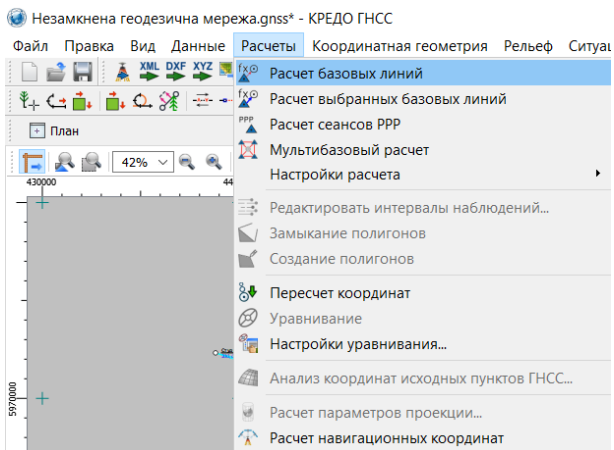 Незамкнена геодезична мережа.gnss* - КРЕДО ГНСС
Файл Правка Вид Данные Расчеты Координатная геометрия Рельеф Ситуац
XML DXF XYZ
Расчет базовых линий
Расчет выбранных базовых линий
План
PPP Расчет сеансов PPP
Мультибазовый расчет
42%
Настройки расчета
430000 44
Редактировать интервалы наблюдений...
Замыкание полигонов
Создание полигонов
Пересчет координат
Уравнивание
Настройки уравнивания...
Анализ координат исходных пунктов ГНСС...
5970000
Расчет параметров проекции...
Расчет навигационных координат